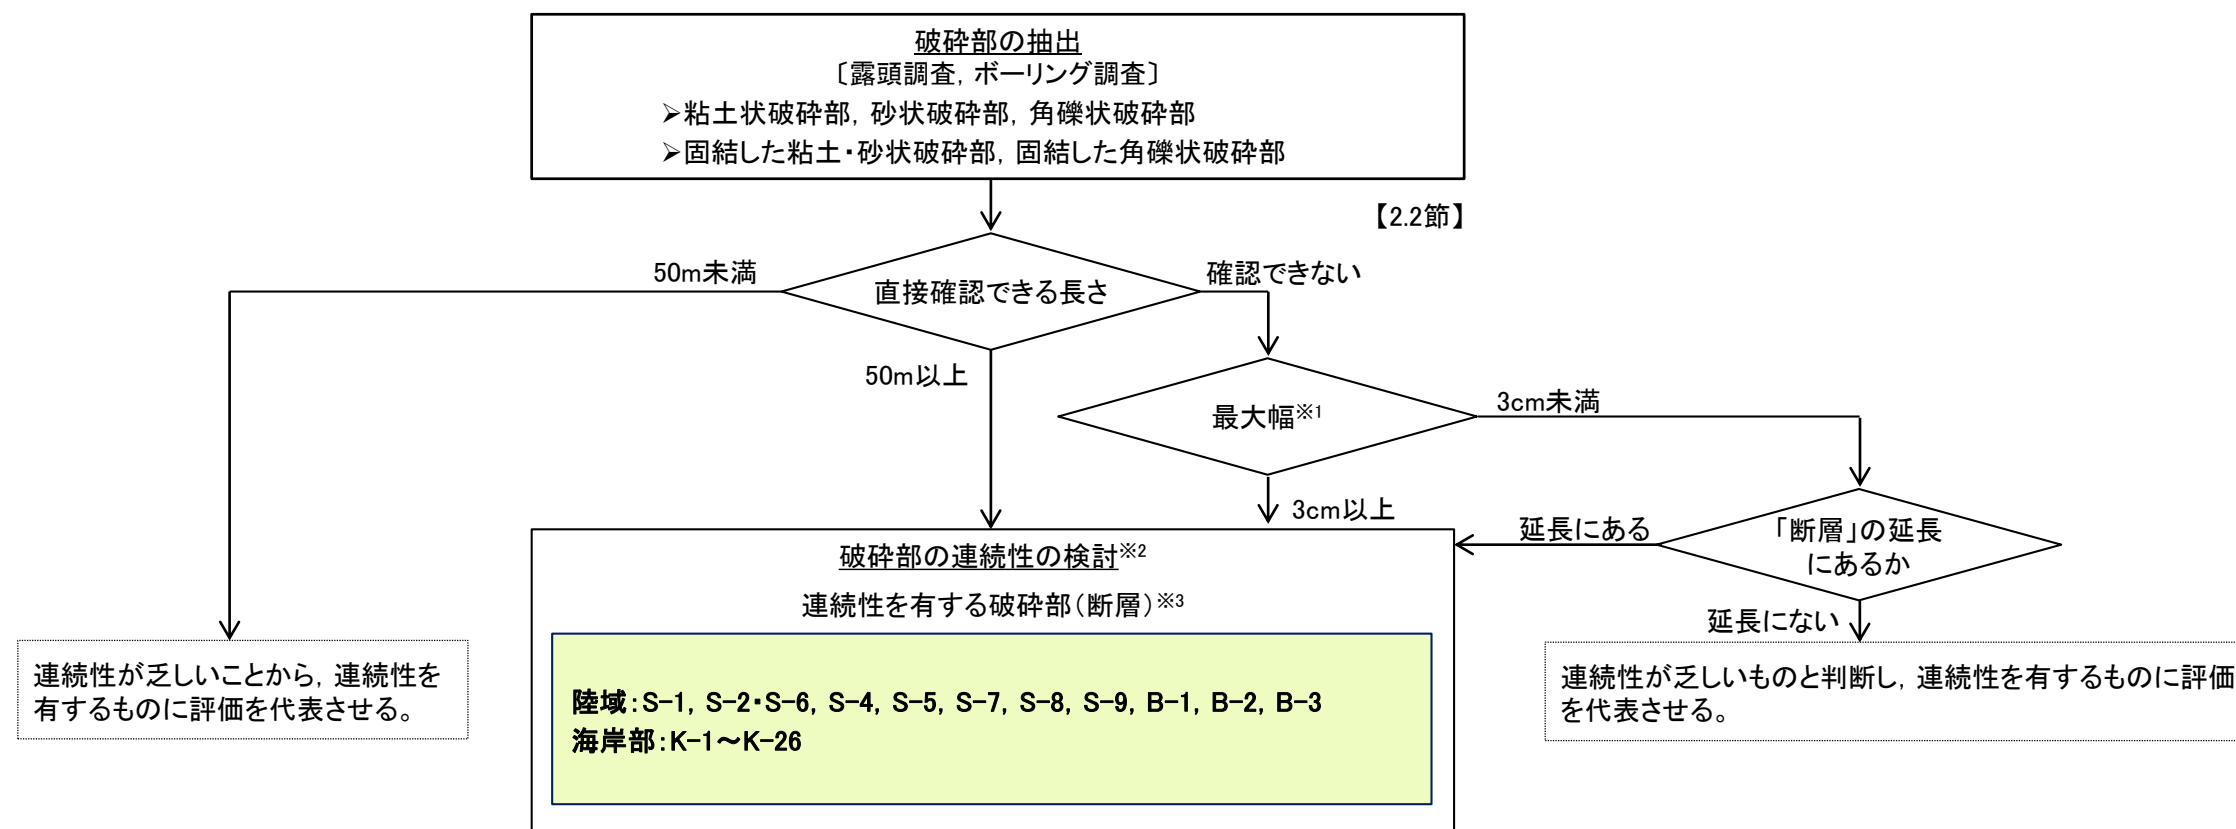 破砕部の抽出
〔露頭調査，ボーリング調査〕
➢粘土状破砕部，砂状破砕部，角礫状破砕部
➢固結した粘土・砂状破砕部，固結した角礫状破砕部
【2.2節】
50m未満
直接確認できる長さ
確認できない
50m以上
最大幅※1
3cm未満
3cm以上
延長にある
「断層」の延長
にあるか
破砕部の連続性の検討※2
連続性を有する破砕部（断層）※3
延長にない
連続性が乏しいことから，連続性を
有するものに評価を代表させる。
陸域：S-1，S-2・S-6，S-4，S-5，S-7，S-8，S-9，B-1，B-2，B-3
海岸部：K-1～K-26
連続性が乏しいものと判断し，連続性を有するものに評価
を代表させる。